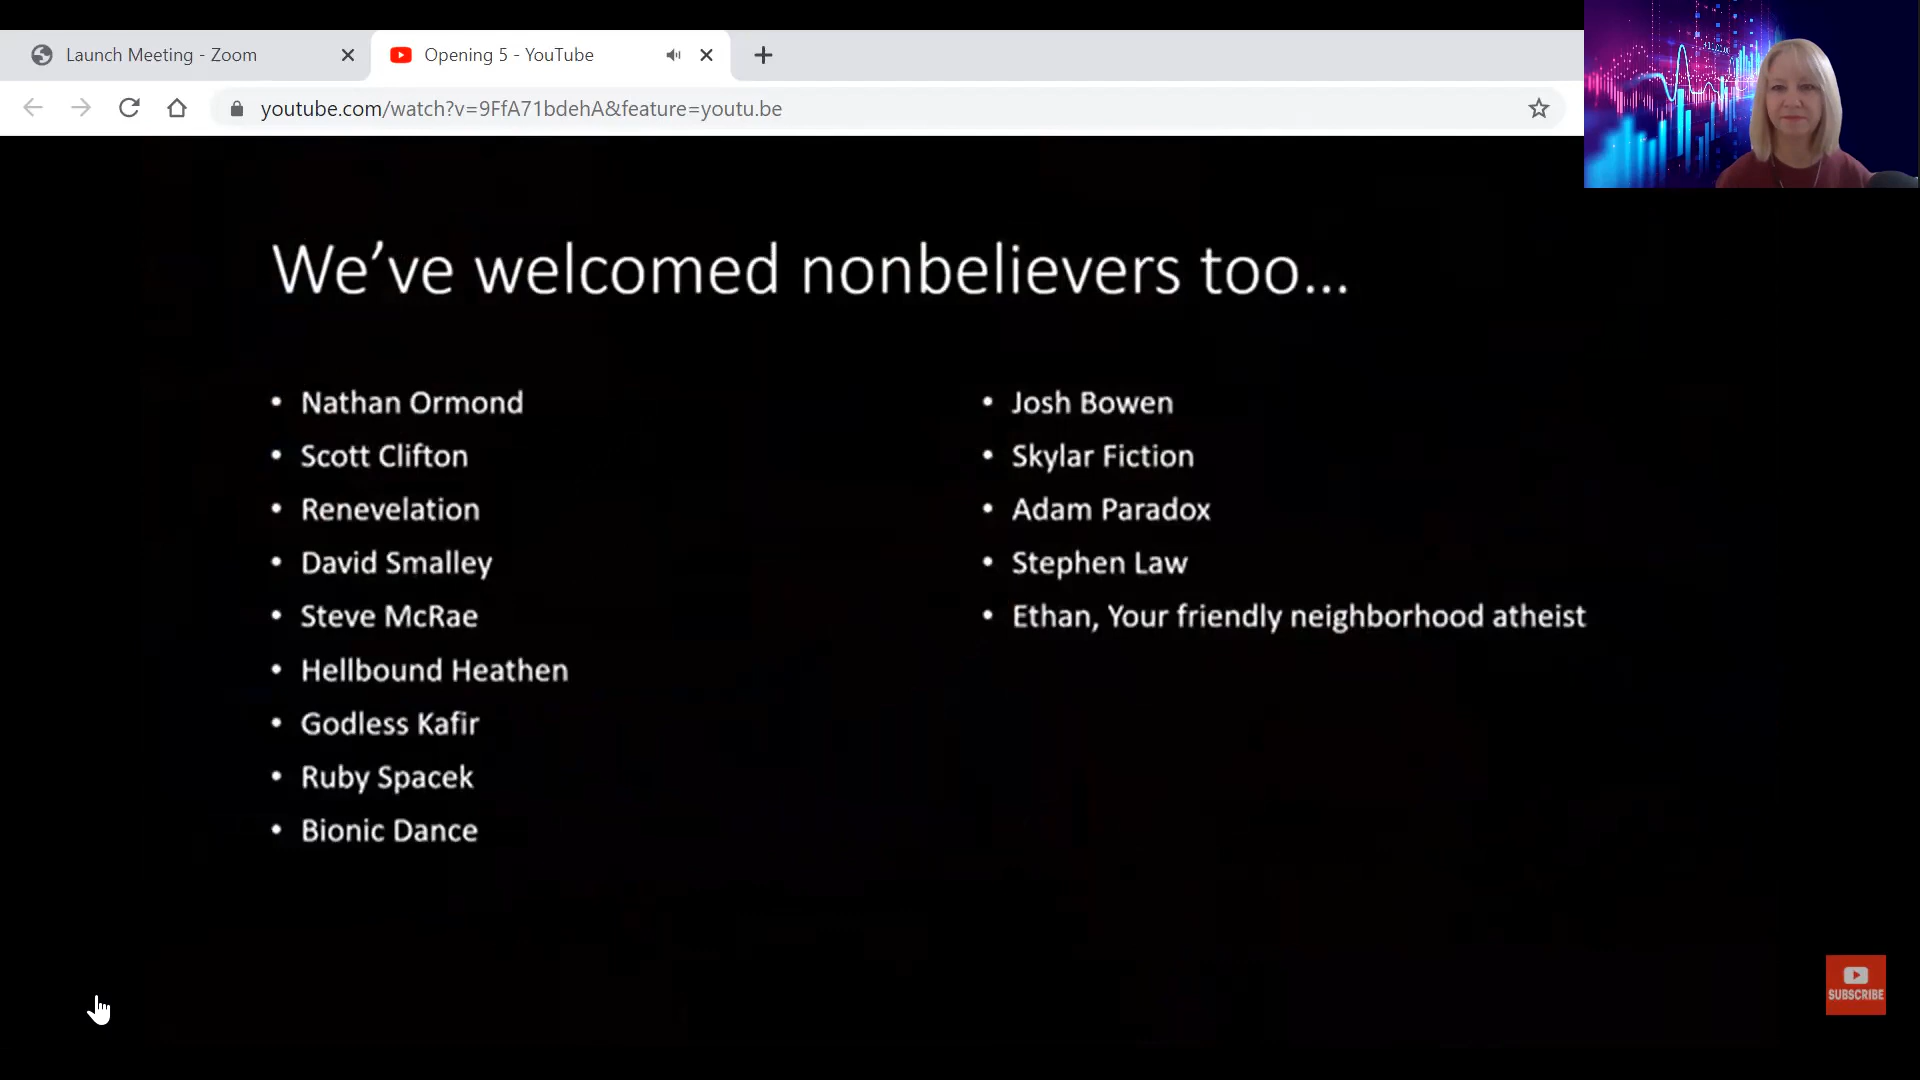 Launch Meeting - Zoom
Opening 5 - YouTube
youtube.com/watch?v=9FfA71bdehA&feature=youtu.be
We've welcomed nonbelievers too...
• Nathan Ormond
• Scott Clifton
• Renevelation
• David Smalley
• Steve McRae
• Hellbound Heathen
• Godless Kafir
• Ruby Spacek
• Bionic Dance
• Josh Bowen
• Skylar Fiction
• Adam Paradox
• Stephen Law
• Ethan, Your friendly neighborhood atheist
SUBSCRIBE